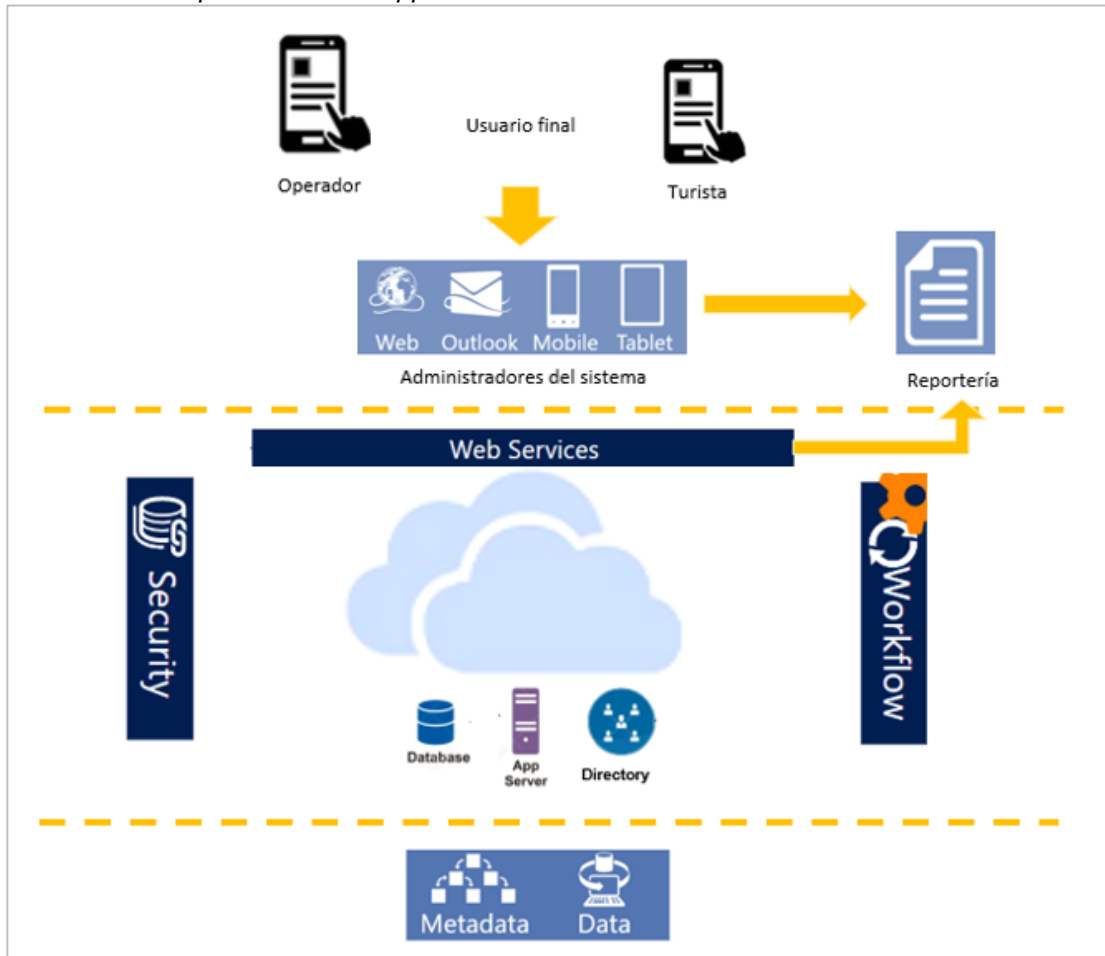 Usuario final
Operador
Turista
Web Outlook Mobile Tablet
Administradores del sistema
Reportería
Web Services
Security
Workflow
Database
App
Server
Directory
Metadata Data